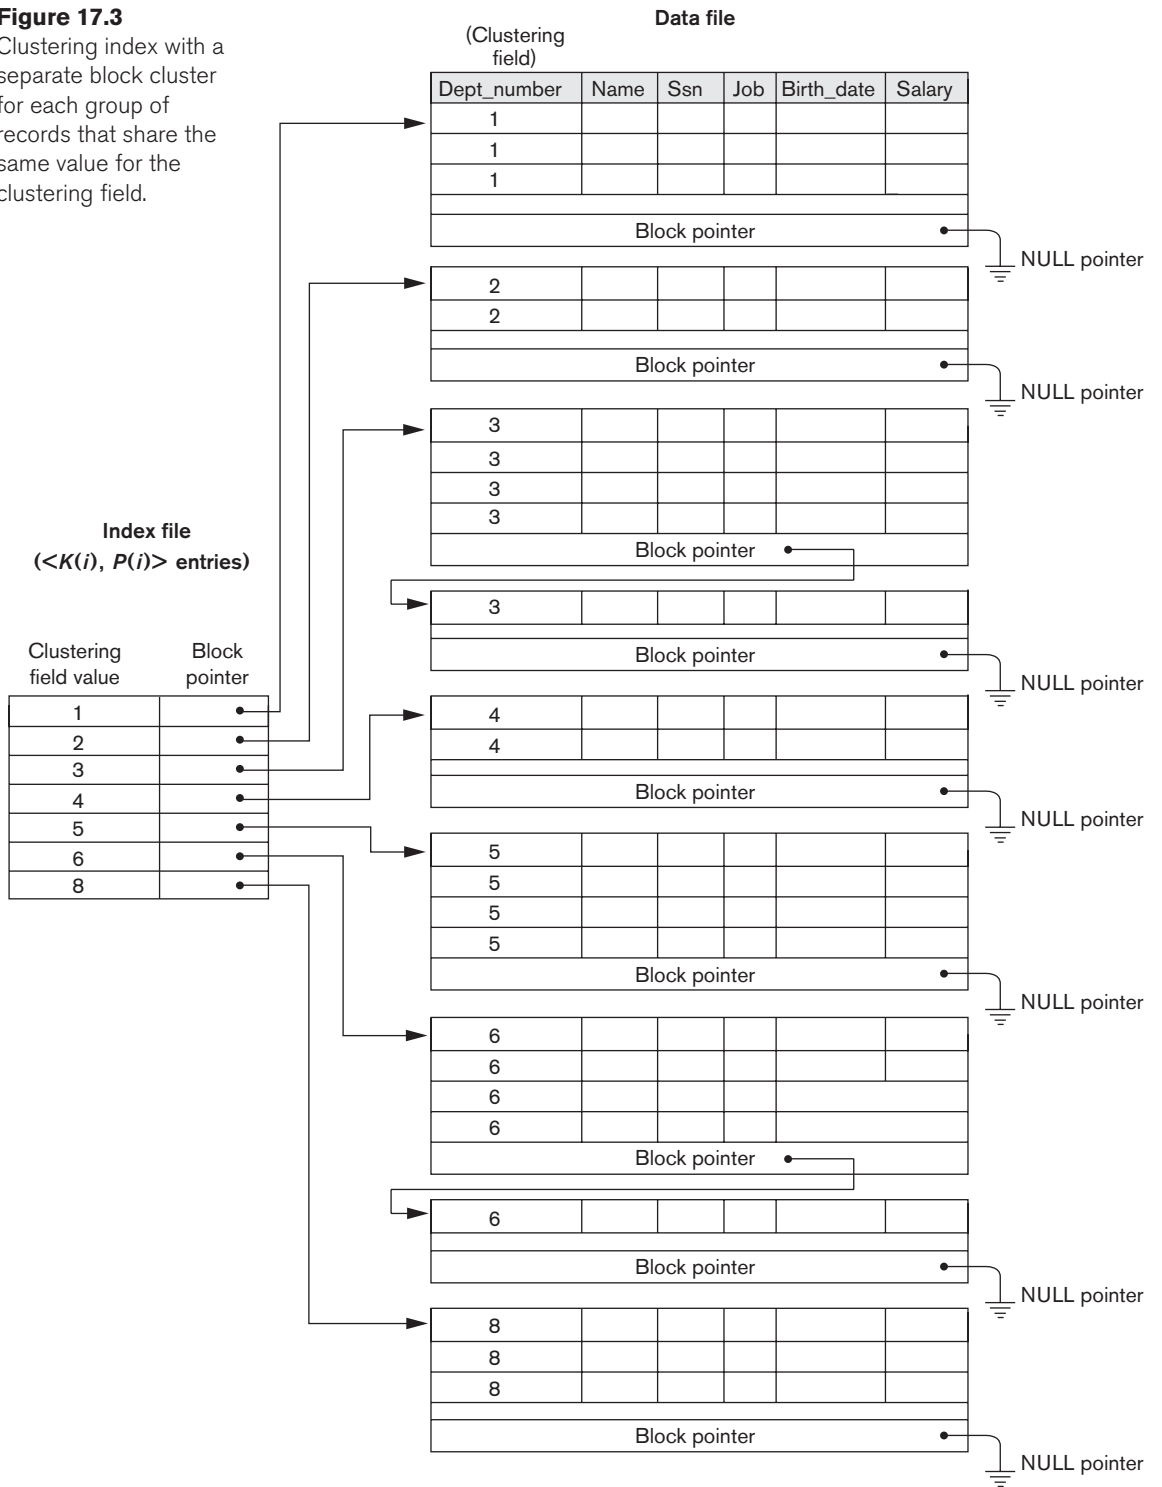 Figure 17.3
Clustering index with a
separate block cluster
for each group of
records that share the
same value for the
clustering field.
Data file
(Clustering
field)
Dept_number Name Ssn Job Birth_date Salary
1
1
1
Block pointer
NULL pointer
2
2
Block pointer
NULL pointer
3
3
3
3
Block pointer
3
Block pointer
NULL pointer
4
4
Block pointer
NULL pointer
5
5
5
5
Block pointer
NULL pointer
6
6
6
6
Block pointer
6
Block pointer
NULL pointer
8
8
8
Block pointer
NULL pointer
Index file
(<K(i), P(i)> entries)
Clustering
field value
Block
pointer
1
2
3
4
5
6
8